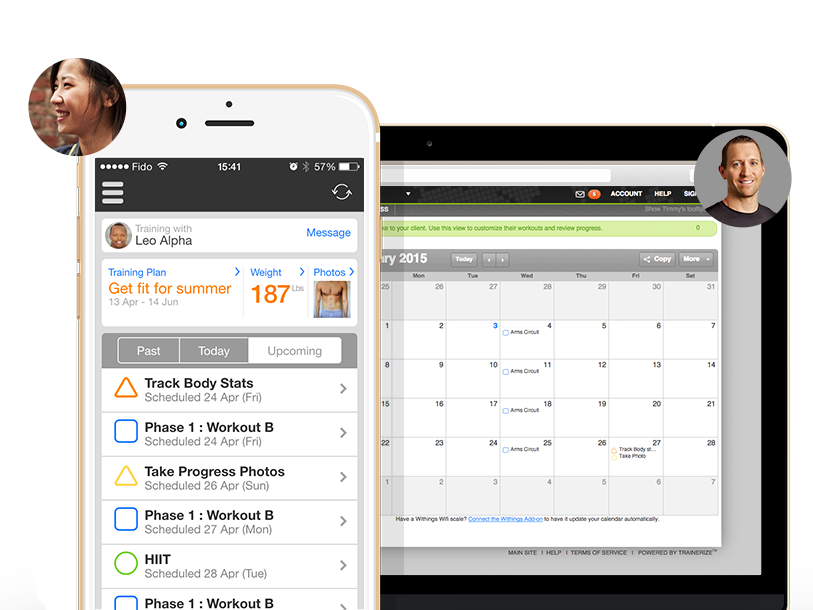 Fido 15:41 57%
Training with
Leo Alpha
Message
Training Plan
Get fit for summer
13 Apr - 14 Jun
Weight
187 Lbs
Photos
Past Today Upcoming
Track Body Stats
Scheduled 24 Apr (Fri)
Phase 1 : Workout B
Scheduled 24 Apr (Fri)
Take Progress Photos
Scheduled 26 Apr (Sun)
Phase 1 : Workout B
Scheduled 27 Apr (Mon)
HIIT
Scheduled 28 Apr (Tue)
Phase 1 : Workout B
5 ACCOUNT HELP
to your client. Use this view to customize their workouts and review progress. 0
2015 Today Copy More
Mon Tue Wed Thu Fri Sat
25 26 27 28 29 30 31
1 2 3 4 5 6 7
Arms Circuit
8 9 10 11 12 13 14
Arms Circuit
15 16 17 18 19 20 21
Arms Circuit
22 23 24 25 26 27 28
Arms Circuit
Track Body st...
Take Photo
1 2 3 4 5 6 7
Have a Withings Wifi scale? Connect the Withings Add-on to have it update your calendar automatically.
MAIN SITE | HELP | TERMS OF SERVICE | POWERED BY TRAINERIZE™